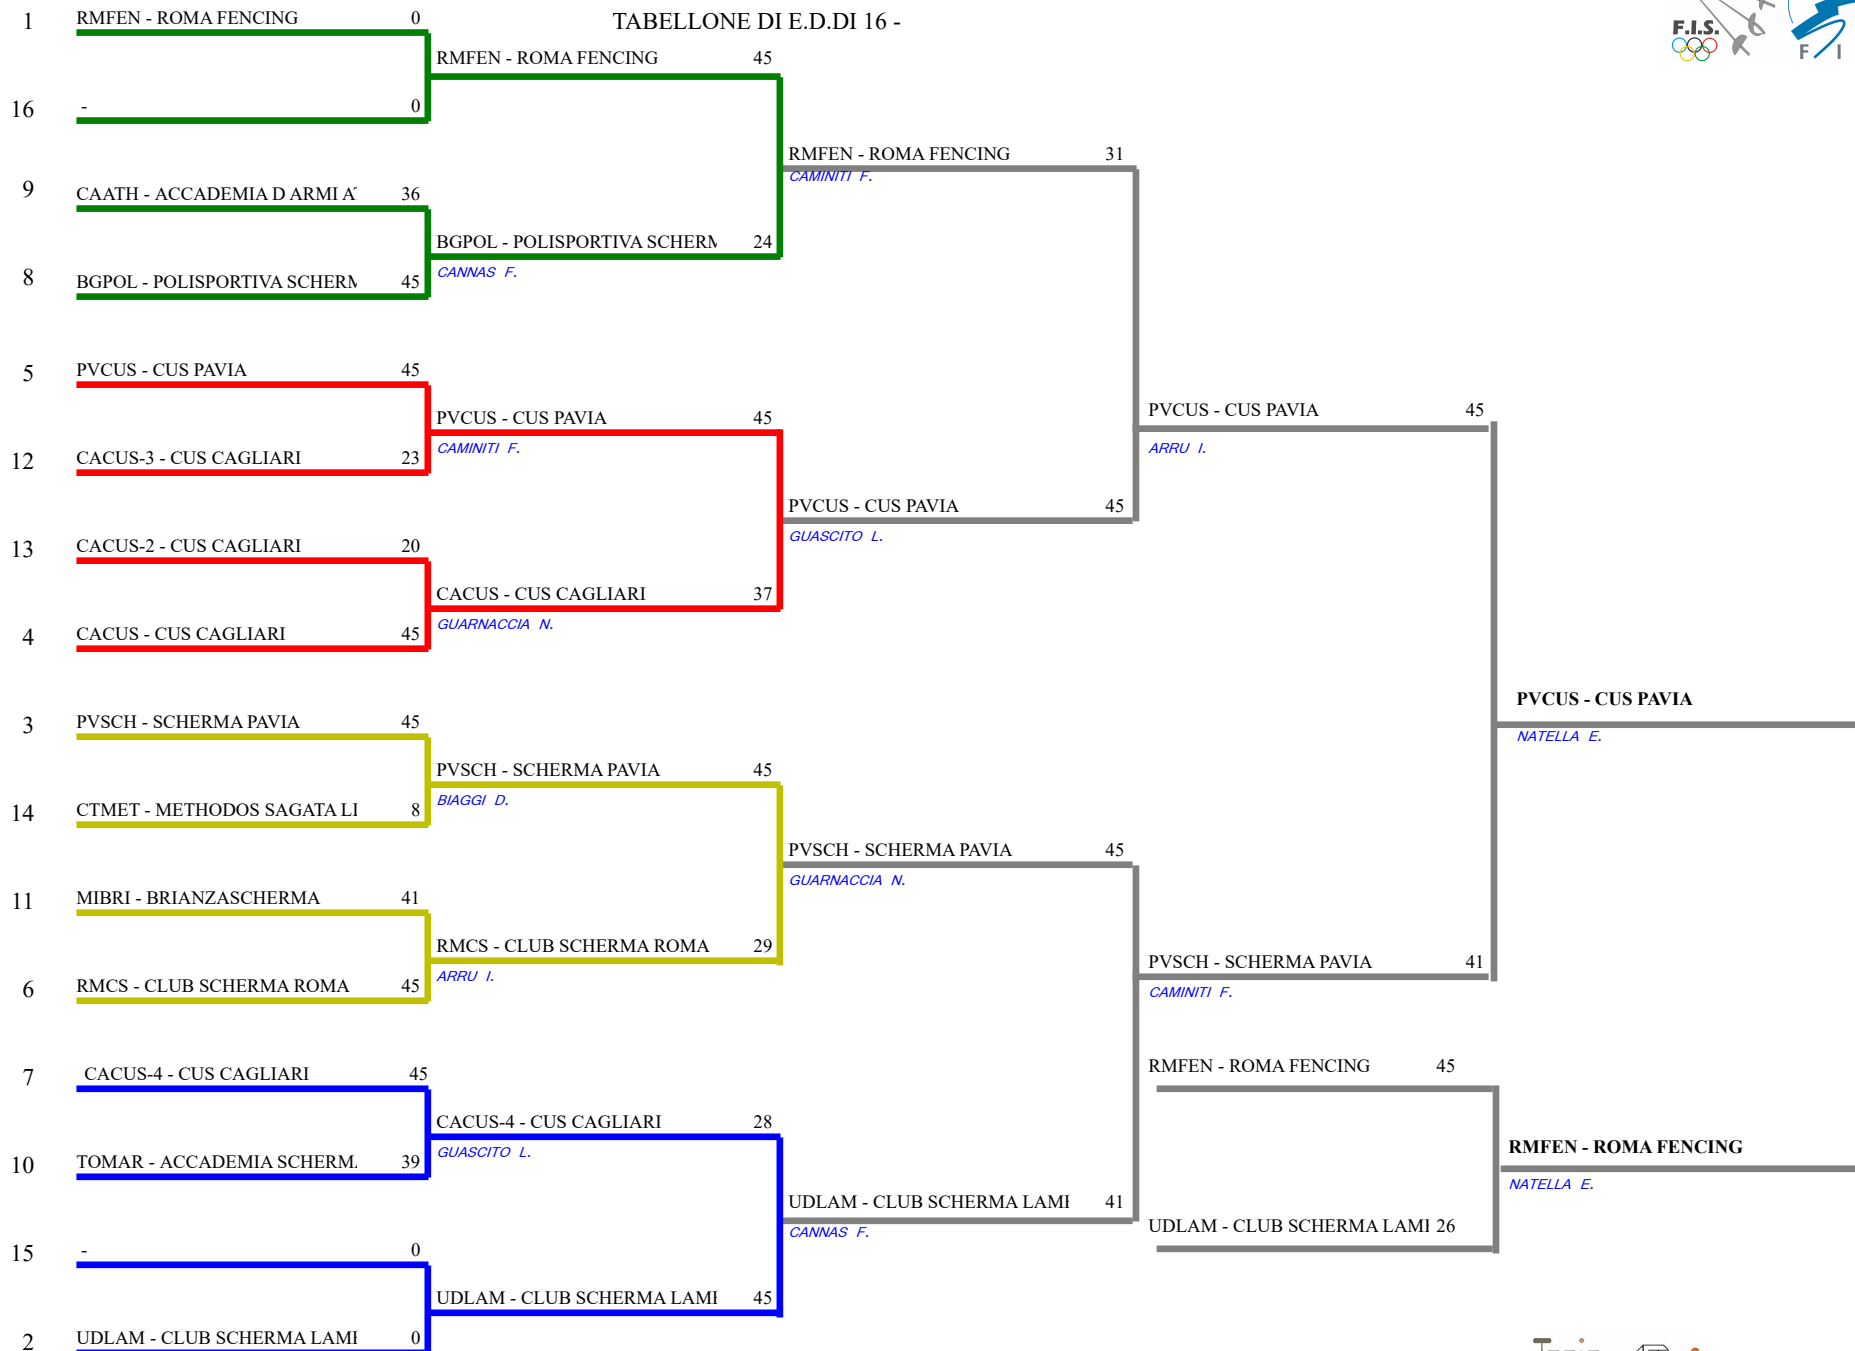 TABELLONE DI E.D.DI 16 -
F.I.S.
F I
1 RMFEN - ROMA FENCING 0
RMFEN - ROMA FENCING 45
16 - 0
RMFEN - ROMA FENCING 31
CAMINITI F.
9 CAATH - ACCADEMIA D ARMI A 36
BGPOL - POLISPORTIVA SCHERM 24
CANNAS F.
8 BGPOL - POLISPORTIVA SCHERM 45
5 PVCUS - CUS PAVIA 45
PVCUS - CUS PAVIA 45
ARRU I.
PVCUS - CUS PAVIA 45
CAMINITI F.
12 CACUS-3 - CUS CAGLIARI 23
PVCUS - CUS PAVIA 45
GUASCITO L.
13 CACUS-2 - CUS CAGLIARI 20
CACUS - CUS CAGLIARI 37
GUARNACCIA N.
4 CACUS - CUS CAGLIARI 45
PVCUS - CUS PAVIA
NATELLA E.
3 PVSCH - SCHERMA PAVIA 45
PVSCH - SCHERMA PAVIA 45
BIAGGI D.
14 CTMET - METHODOS SAGATA LI 8
PVSCH - SCHERMA PAVIA 45
GUARNACCIA N.
11 MIBRI - BRIANZASCHERMA 41
RMCS - CLUB SCHERMA ROMA 29
ARRU I.
PVSCH - SCHERMA PAVIA 41
CAMINITI F.
6 RMCS - CLUB SCHERMA ROMA 45
7 CACUS-4 - CUS CAGLIARI 45
RMFEN - ROMA FENCING 45
CACUS-4 - CUS CAGLIARI 28
GUASCITO L.
RMFEN - ROMA FENCING
NATELLA E.
10 TOMAR - ACCADEMIA SCHERM 39
UDLAM - CLUB SCHERMA LAME 41
CANNAS F.
UDLAM - CLUB SCHERMA LAME 26
15 - 0
UDLAM - CLUB SCHERMA LAME 45
2 UDLAM - CLUB SCHERMA LAME 0